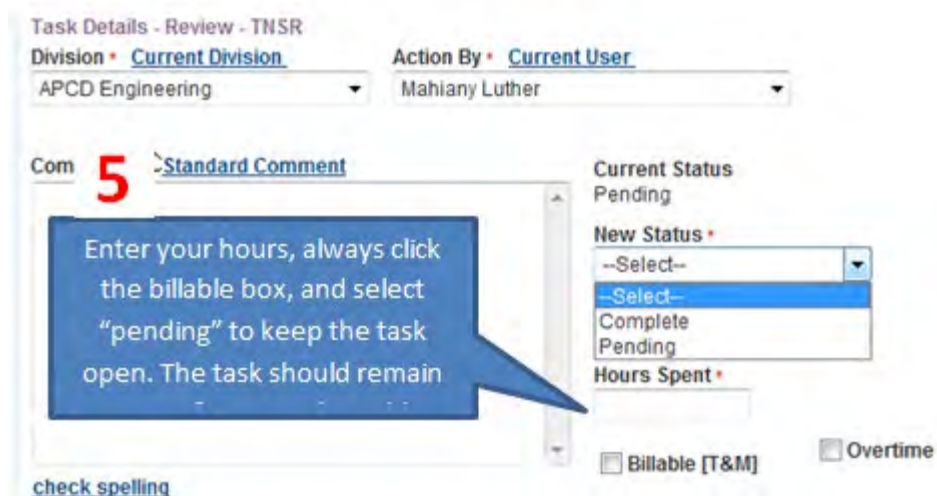 Task Details - Review - TNSR
Division • Current Division Action By • Current User
APCD Engineering Mahiany Luther
Com 5 Standard Comment
Current Status
Pending
New Status •
--Select--
--Select--
Complete
Pending
Hours Spent •
Enter your hours, always click
the billable box, and select
“pending” to keep the task
open. The task should remain
Billable [T&M] Overtime
check spelling